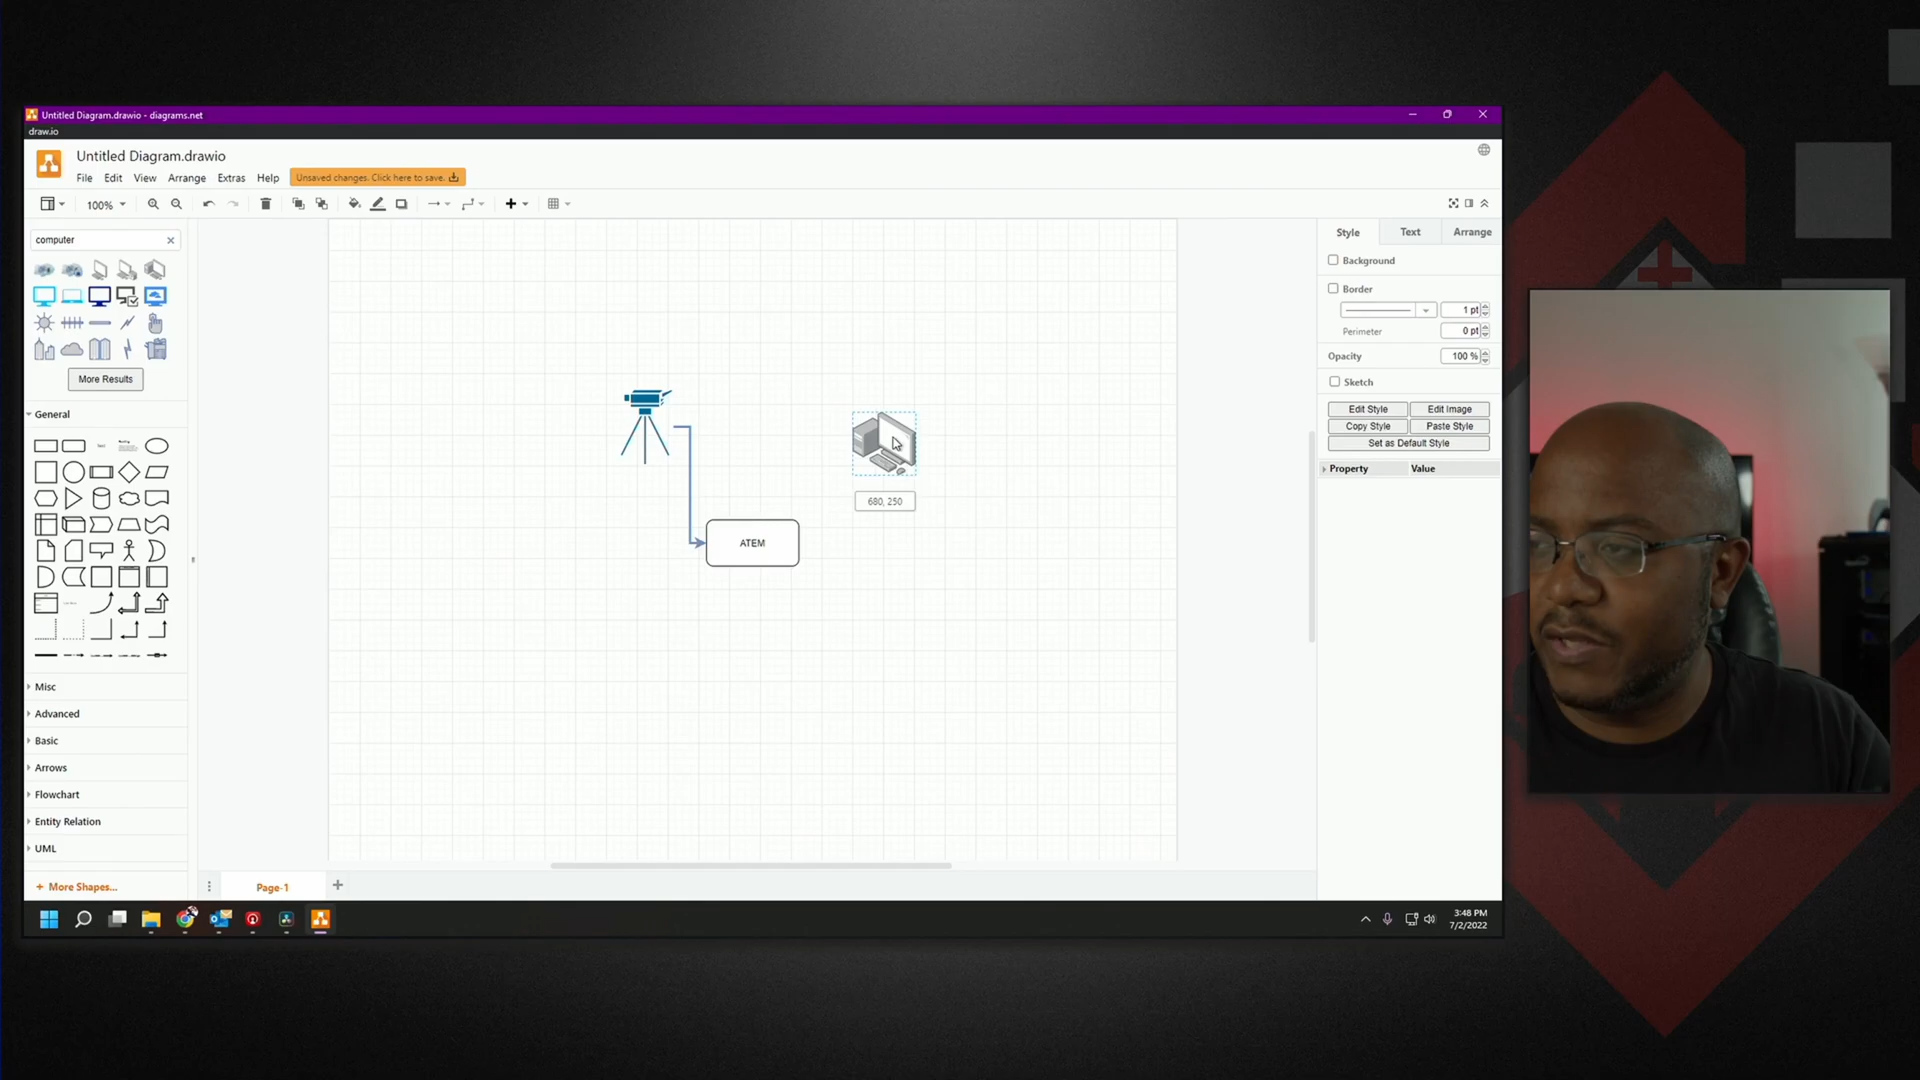 Untitled Diagram.drawio - diagrams.net
draw.io
Untitled Diagram.drawio
File Edit View Arrange Extras Help Unsaved changes. Click here to save.
100%
computer
More Results
General
Misc
Advanced
Basic
Arrows
Flowchart
Entity Relation
UML
+ More Shapes...
680, 250
ATEM
Page-1
Style Text Arrange
Background
Border
1 pt
Perimeter 0 pt
Opacity 100 %
Sketch
Edit Style Edit Image
Copy Style Paste Style
Set as Default Style
Property Value
3:48 PM
7/2/2022